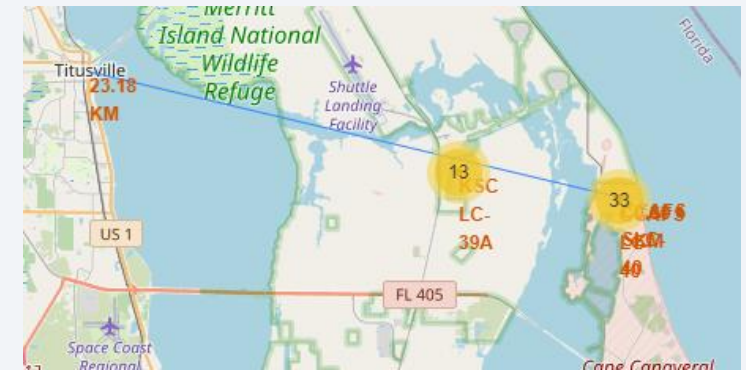 Merritt
Island National
Wildlife
Refuge
Florida
Titusville
23.18
KM
Shuttle
Landing
Facility
13
KSC
LC-
39A
33
40
US 1
FL 405
Space Coast
Regional
Cape Canaveral